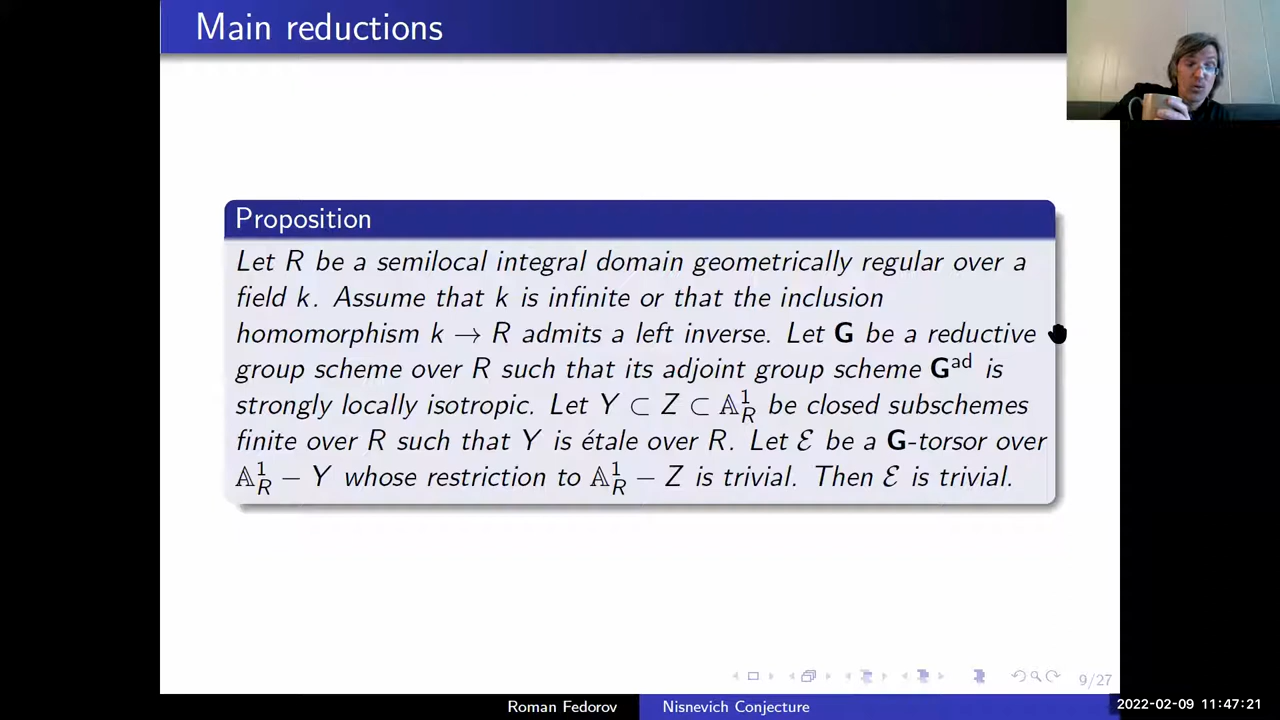 Main reductions
Proposition
Let R be a semilocal integral domain geometrically regular over a
field k. Assume that k is infinite or that the inclusion
homomorphism k → R admits a left inverse. Let G be a reductive
group scheme over R such that its adjoint group scheme G^ad is
strongly locally isotropic. Let Y ⊂ Z ⊂ 𝔸^1_R be closed subschemes
finite over R such that Y is étale over R. Let ℰ be a G-torsor over
𝔸^1_R − Y whose restriction to 𝔸^1_R − Z is trivial. Then ℰ is trivial.
9/27
Roman Fedorov
Nisnevich Conjecture
2022-02-09 11:47:21